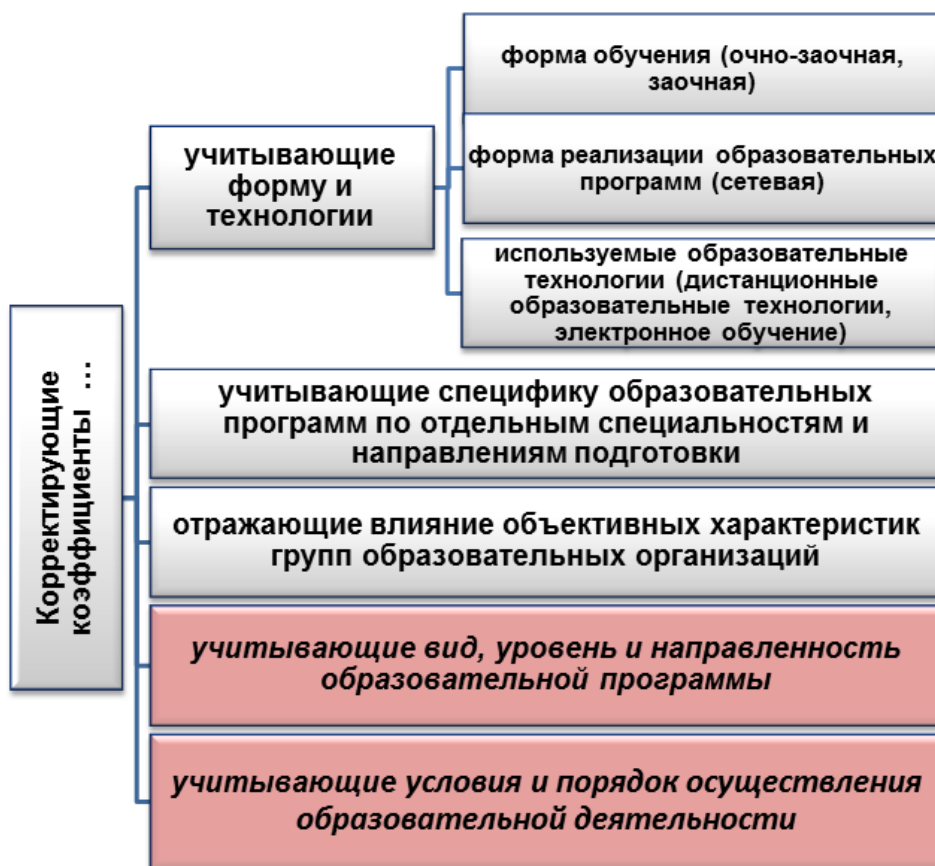 Корректирующие
коэффициенты ...
учитывающие
форму и
технологии
форма обучения (очно-заочная,
заочная)
форма реализации образовательных
программ (сетевая)
используемые образовательные
технологии (дистанционные
образовательные технологии,
электронное обучение)
учитывающие специфику образовательных
программ по отдельным специальностям и
направлениям подготовки
отражающие влияние объективных характеристик
групп образовательных организаций
учитывающие вид, уровень и направленность
образовательной программы
учитывающие условия и порядок осуществления
образовательной деятельности